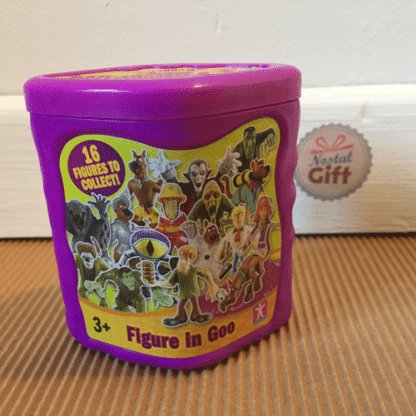 16
FIGURES TO
COLLECT!
Nostal
Gift
3+
Figure in Goo